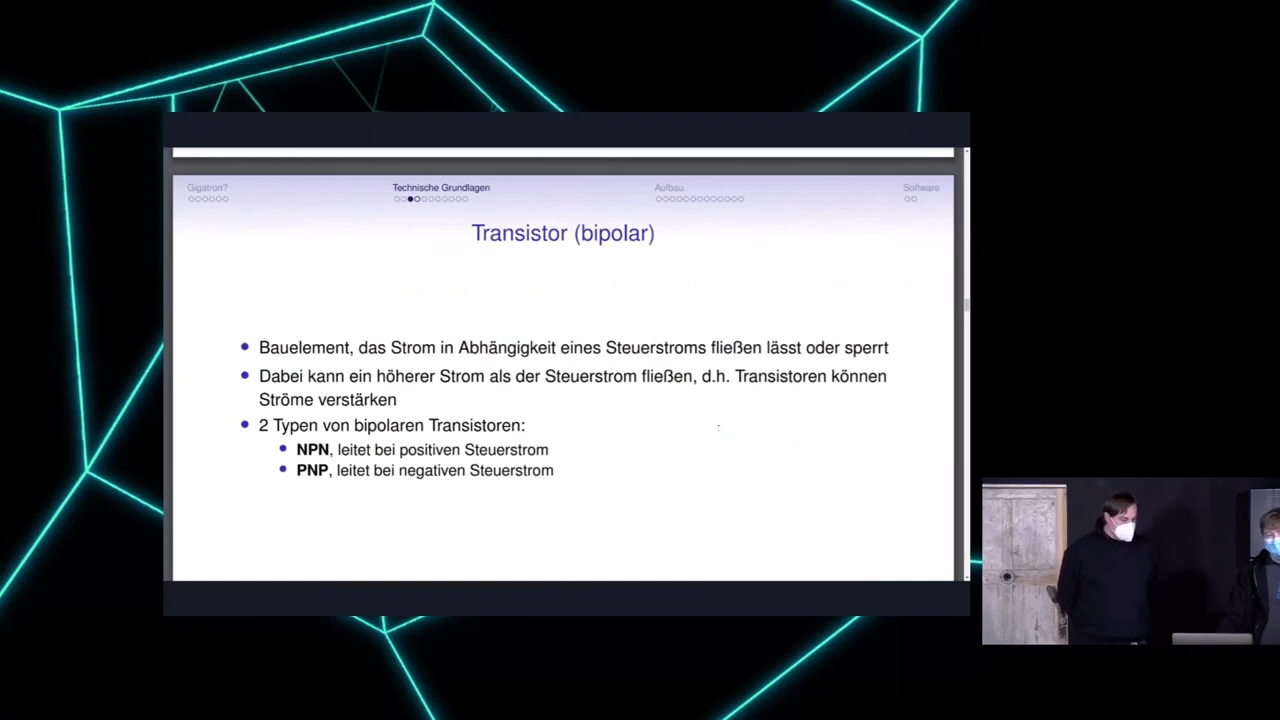 Gigatron?
Technische Grundlagen
Aufbau
Software
Transistor (bipolar)
Bauelement, das Strom in Abhängigkeit eines Steuerstroms fließen lässt oder sperrt
Dabei kann ein höherer Strom als der Steuerstrom fließen, d.h. Transistoren können
Ströme verstärken
2 Typen von bipolaren Transistoren:
NPN, leitet bei positiven Steuerstrom
PNP, leitet bei negativen Steuerstrom